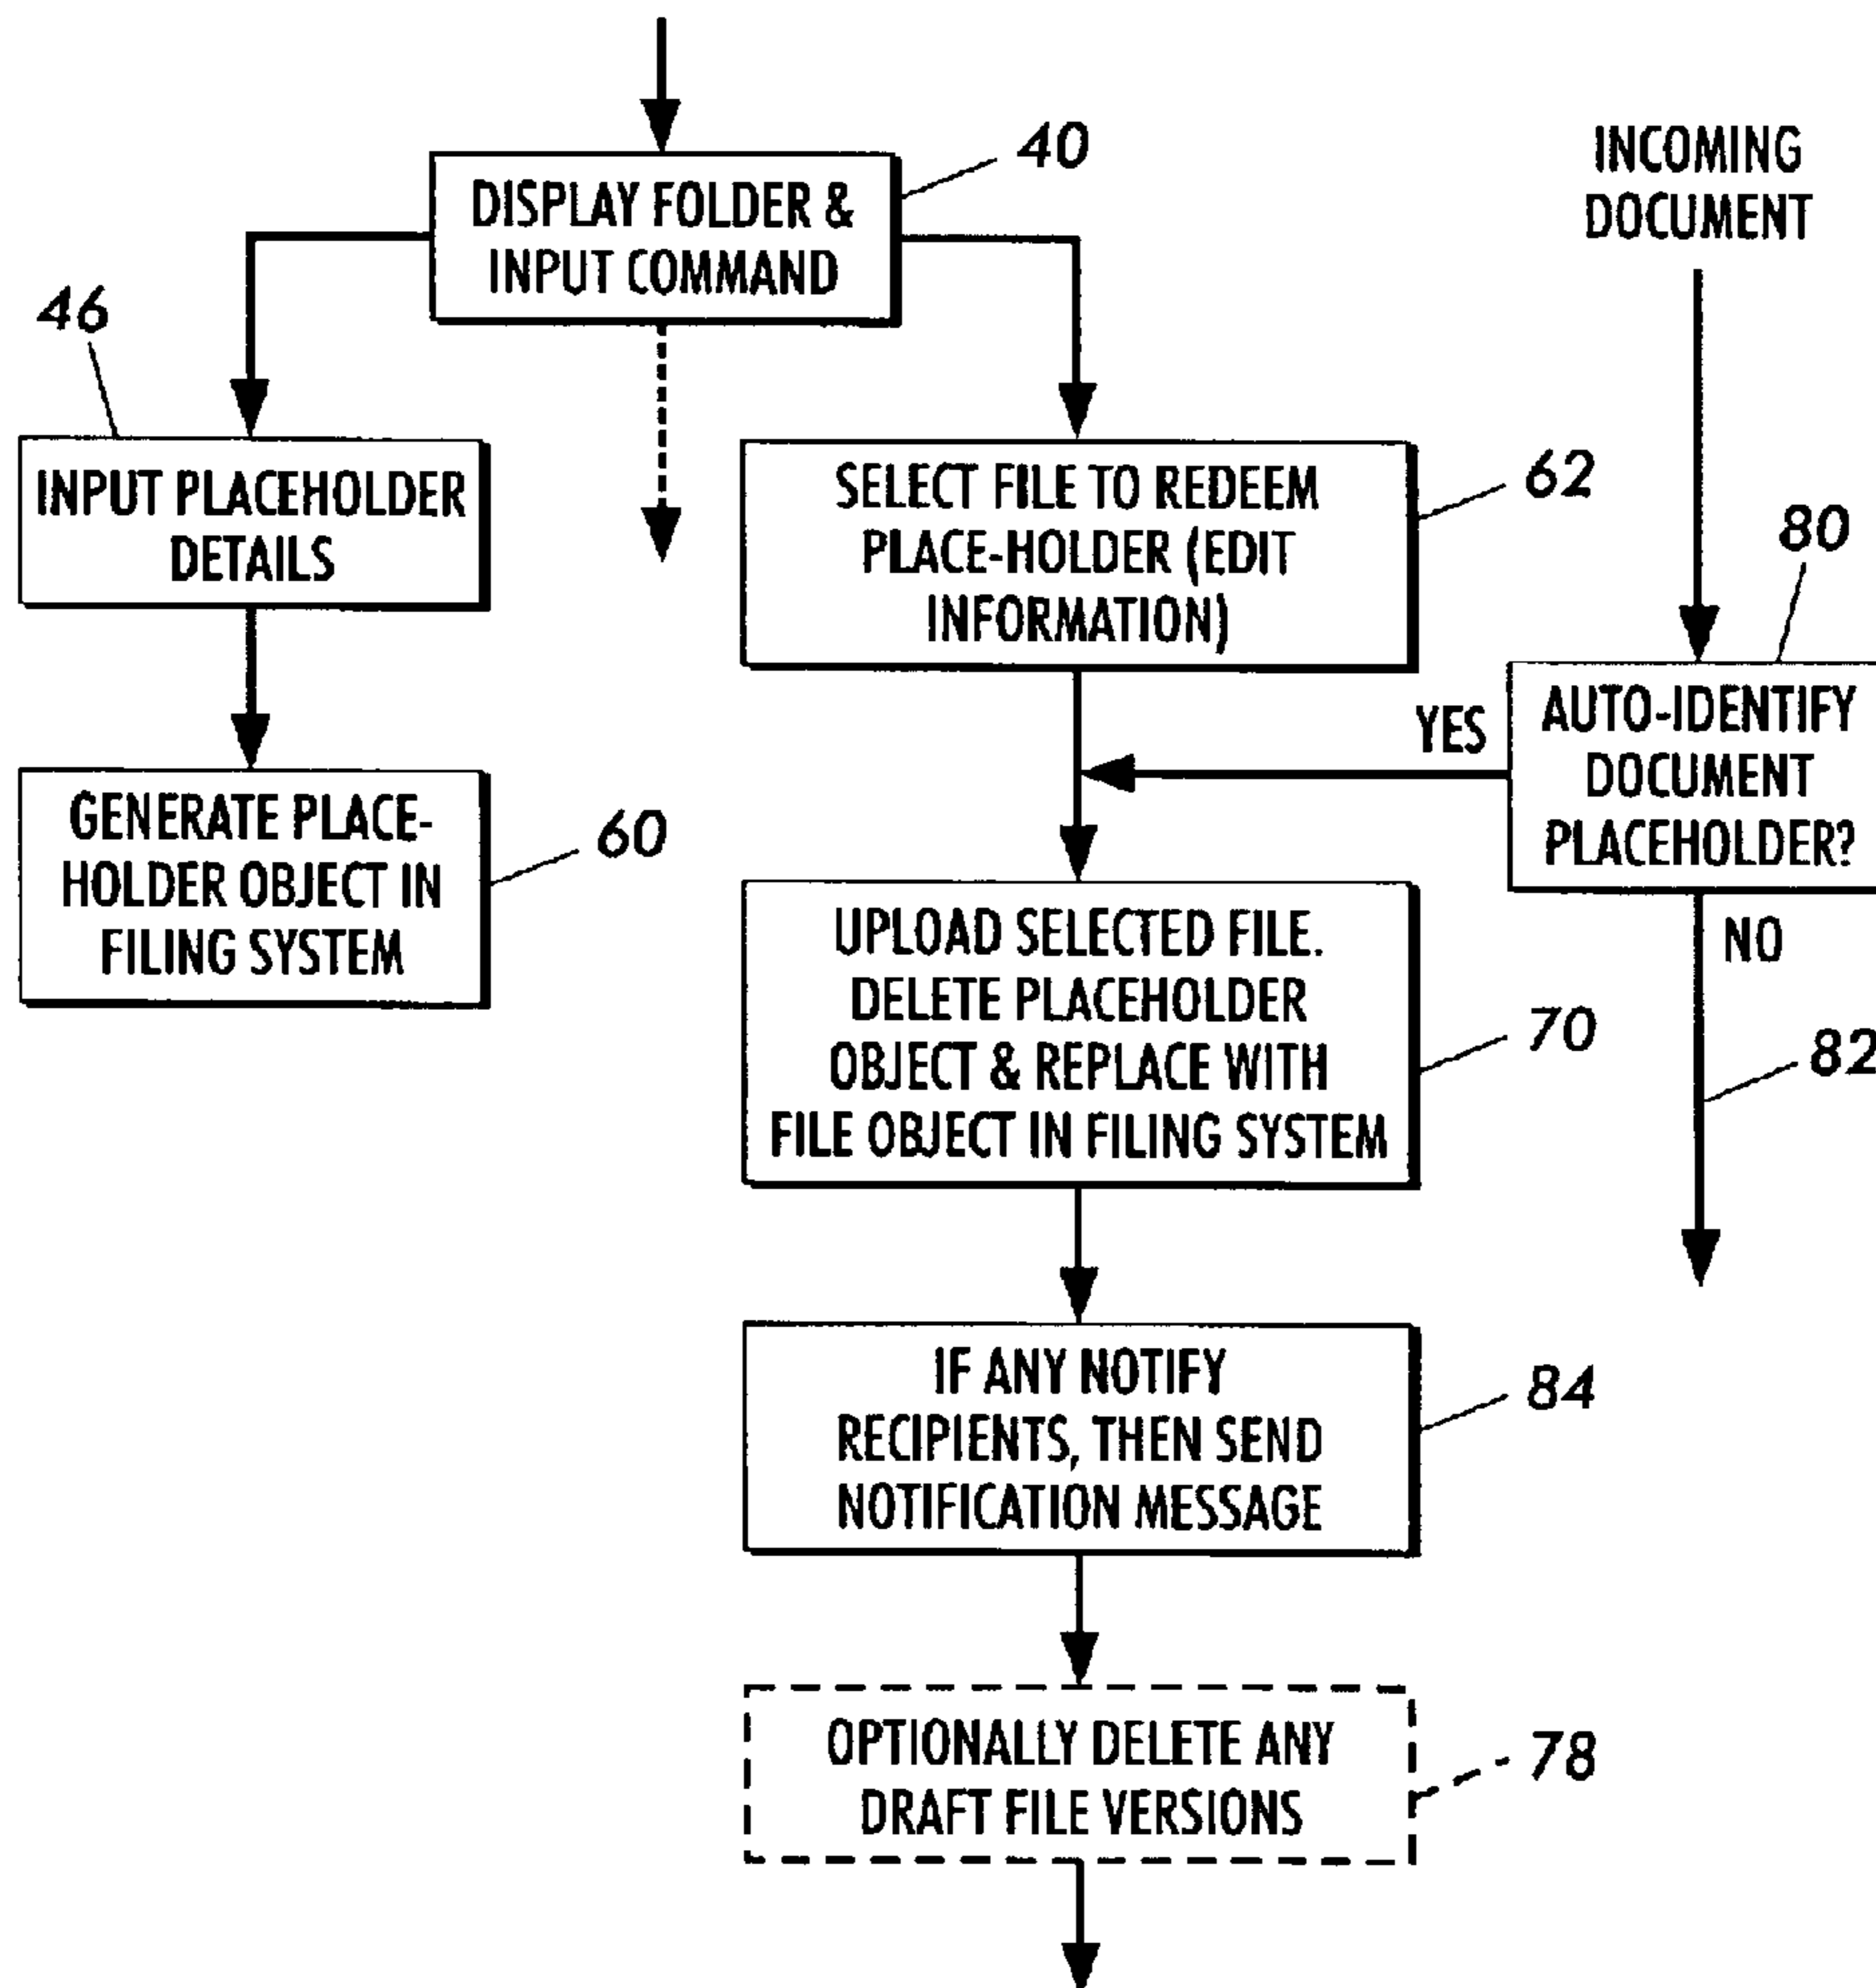 40
DISPLAY FOLDER &
INPUT COMMAND
INCOMING
DOCUMENT
46
INPUT PLACEHOLDER
DETAILS
62
SELECT FILE TO REDEEM
PLACE-HOLDER (EDIT
INFORMATION)
80
AUTO-IDENTIFY
DOCUMENT
PLACEHOLDER?
YES
NO
82
60
GENERATE PLACE-
HOLDER OBJECT IN
FILING SYSTEM
70
UPLOAD SELECTED FILE.
DELETE PLACEHOLDER
OBJECT & REPLACE WITH
FILE OBJECT IN FILING SYSTEM
84
IF ANY NOTIFY
RECIPIENTS, THEN SEND
NOTIFICATION MESSAGE
78
OPTIONALLY DELETE ANY
DRAFT FILE VERSIONS